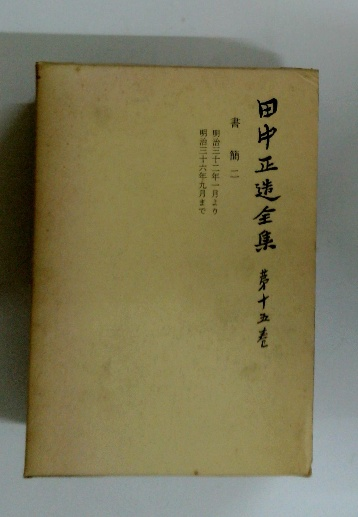 田中正造全集 第十五巻
書簡 二
明治三十二年一月より
明治三十六年九月まで